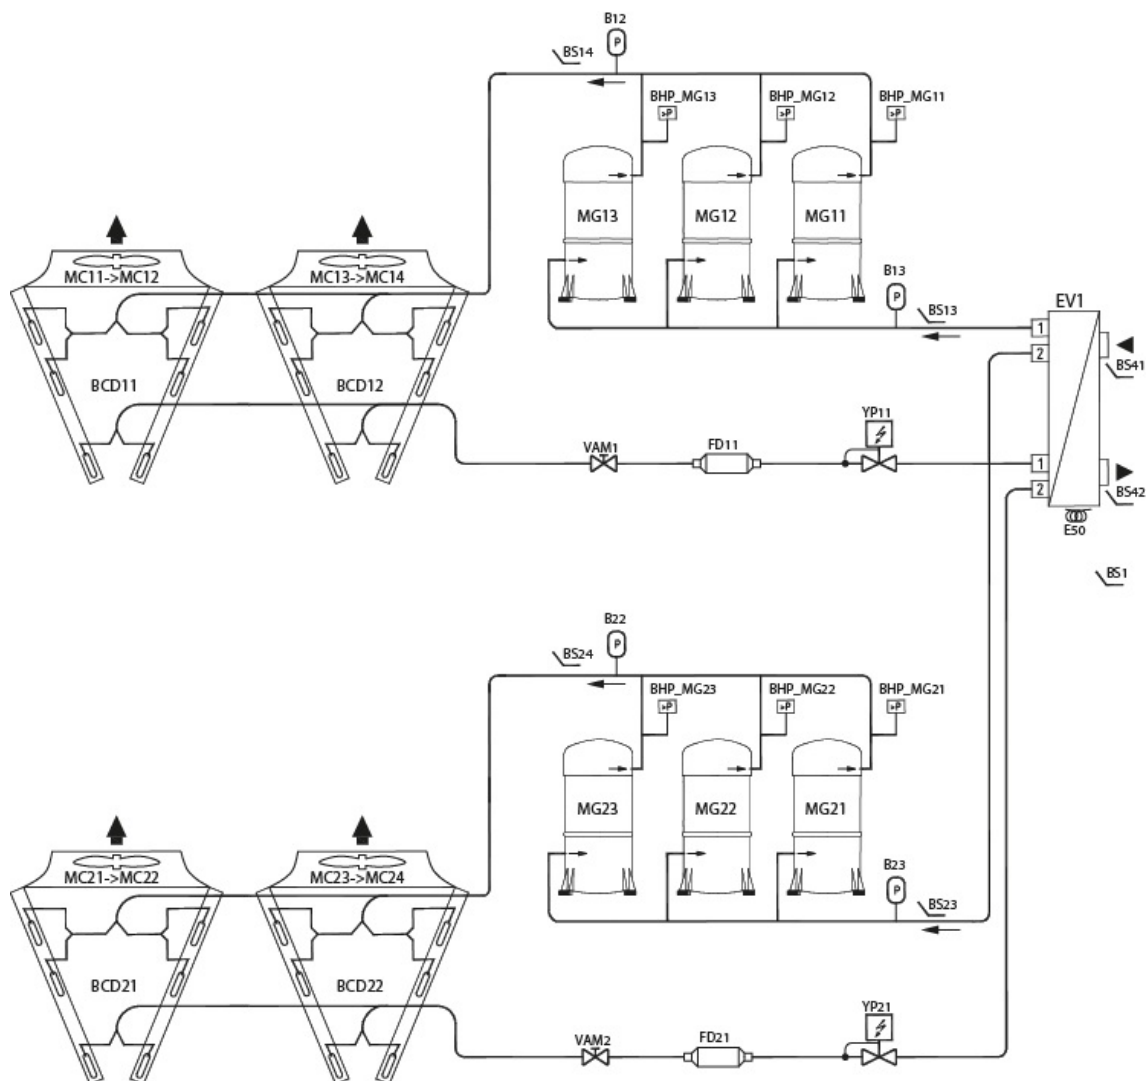 B12
P
BS14
BHP_MG13
BHP_MG12
BHP_MG11
>P
>P
>P
MG13
MG12
MG11
MC11->MC12
MC13->MC14
B13
P
BS13
EV1
1
2
BS41
BCD11
BCD12
YP11
VAM1
FD11
1
2
BS42
E50
BS1
B22
P
BS24
BHP_MG23
BHP_MG22
BHP_MG21
>P
>P
>P
MG23
MG22
MG21
MC21->MC22
MC23->MC24
B23
P
BS23
BCD21
BCD22
YP21
VAM2
FD21